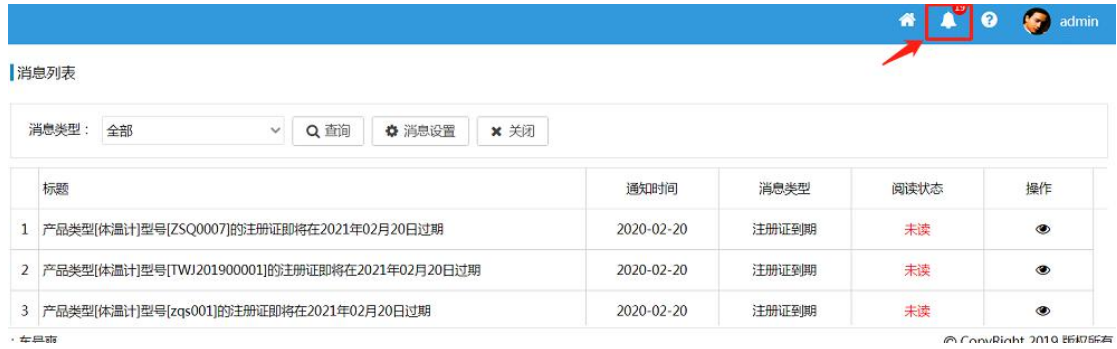 19
admin
消息列表
消息类型： 全部 查询 消息设置 关闭
标题 通知时间 消息类型 阅读状态 操作
1 产品类型[体温计]型号[ZSQ0007]的注册证即将在2021年02月20日过期 2020-02-20 注册证到期 未读
2 产品类型[体温计]型号[TWJ201900001]的注册证即将在2021年02月20日过期 2020-02-20 注册证到期 未读
3 产品类型[体温计]型号[zqs001]的注册证即将在2021年02月20日过期 2020-02-20 注册证到期 未读
© CopyRight 2019 版权所有